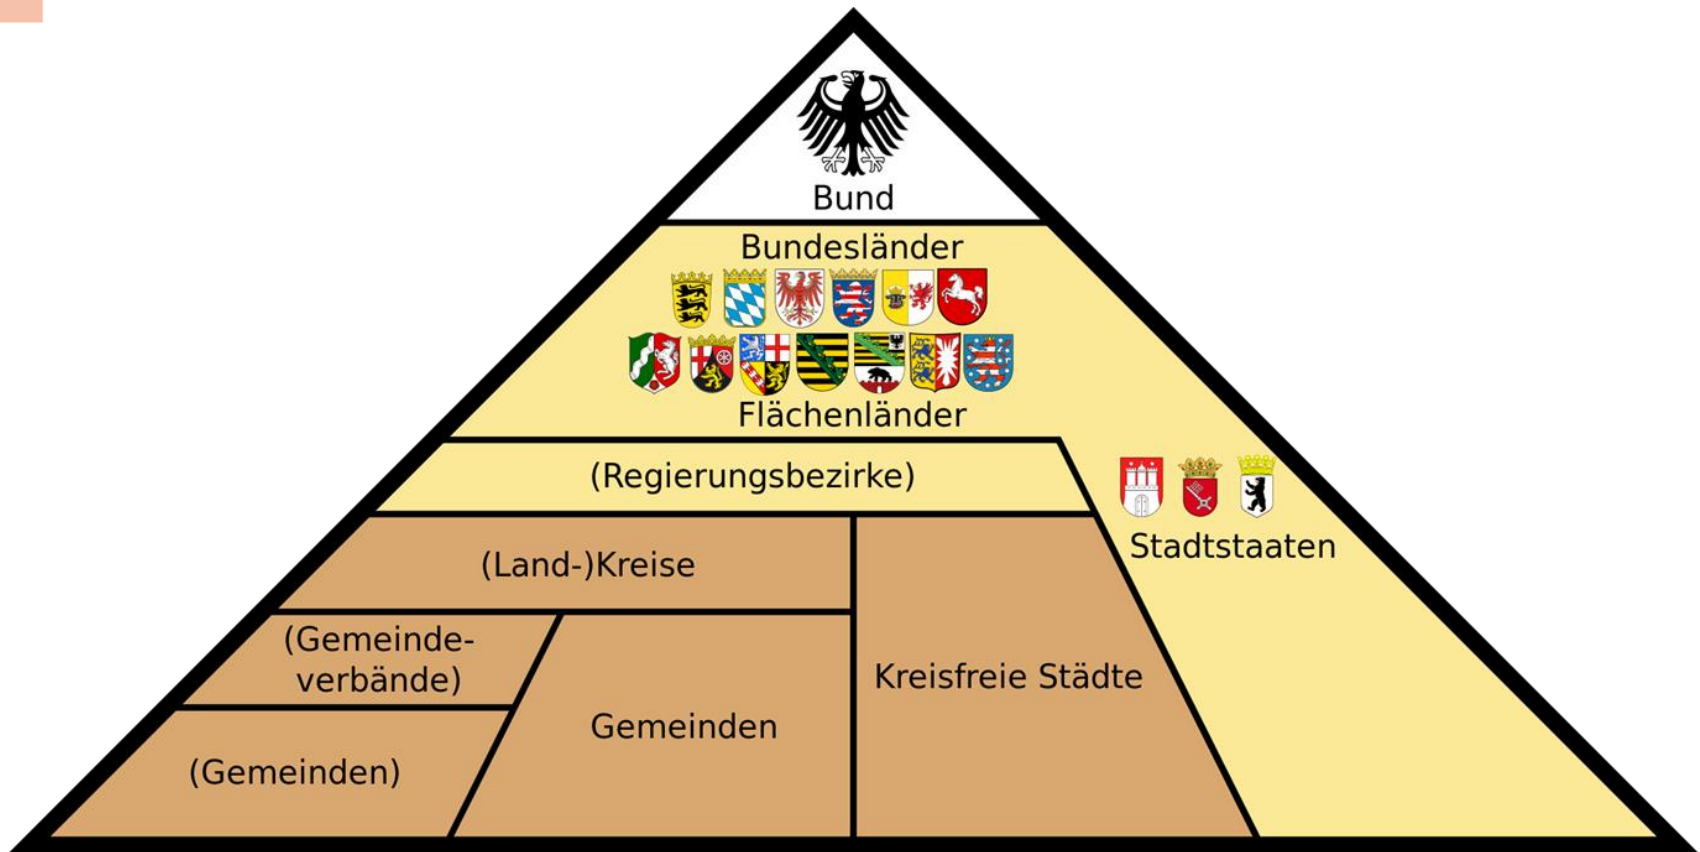 Bund
Bundesländer
Flächenländer
(Regierungsbezirke)
Stadtstaaten
(Land-)Kreise
(Gemeinde-
verbände)
Kreisfreie Städte
Gemeinden
(Gemeinden)